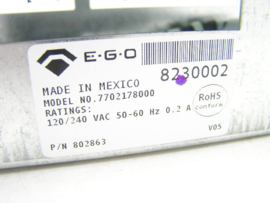 E·G·O
8230002
MADE IN MEXICO
MODEL NO.7702178000
RATINGS:
120/240 VAC 50-60 Hz 0.2 A
RoHS
conform
P/N 802863
V05